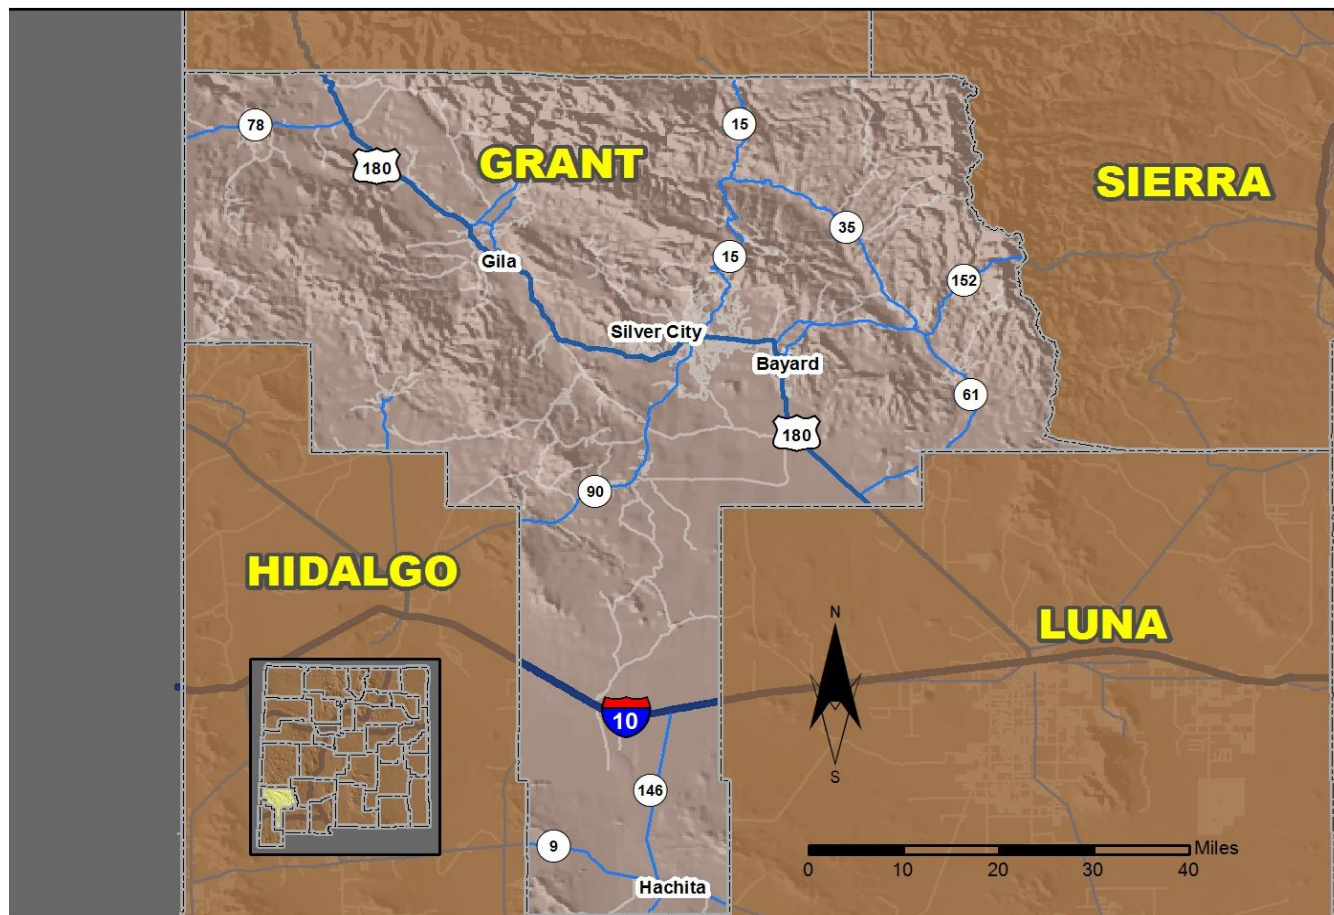 78
15
180
GRANT
SIERRA
35
Gila
15
152
Silver City
Bayard
61
180
90
HIDALGO
N
LUNA
10
S
146
9
Miles
0 10 20 30 40
Hachita